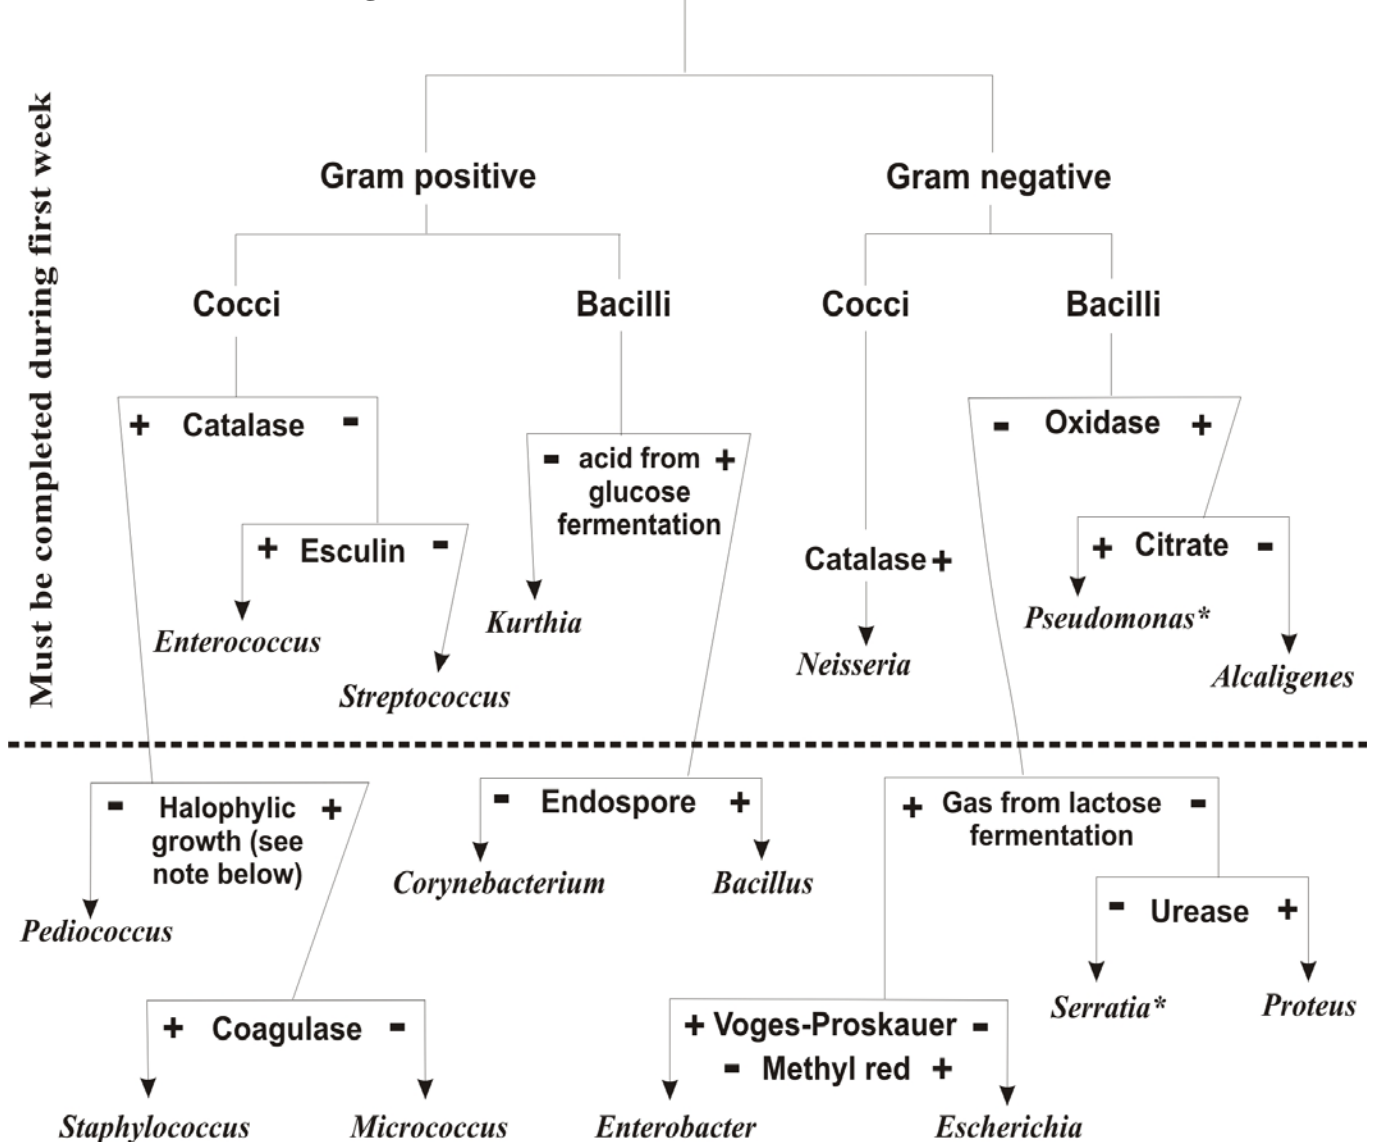 Must be completed during first week
Gram positive
Gram negative
Cocci
Bacilli
Cocci
Bacilli
+ Catalase -
- acid from +
glucose
fermentation
- Oxidase +
+ Esculin -
Catalase +
+ Citrate -
Enterococcus
Kurthia
Streptococcus
Neisseria
Pseudomonas*
Alcaligenes
- Halophylic +
growth (see
note below)
- Endospore +
+ Gas from lactose -
fermentation
Pediococcus
Corynebacterium
Bacillus
- Urease +
Serratia*
Proteus
+ Coagulase -
+ Voges-Proskauer -
- Methyl red +
Staphylococcus
Micrococcus
Enterobacter
Escherichia